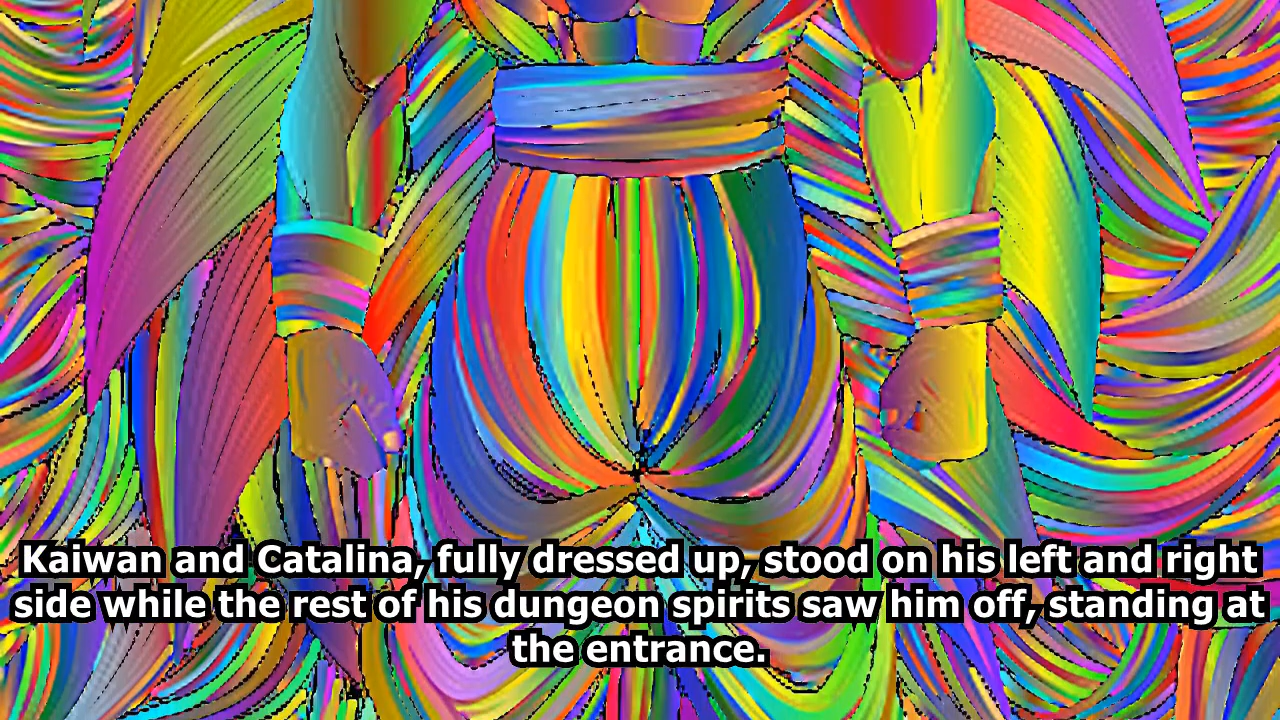 Kaiwan and Catalina, fully dressed up, stood on his left and right
side while the rest of his dungeon spirits saw him off, standing at
the entrance.